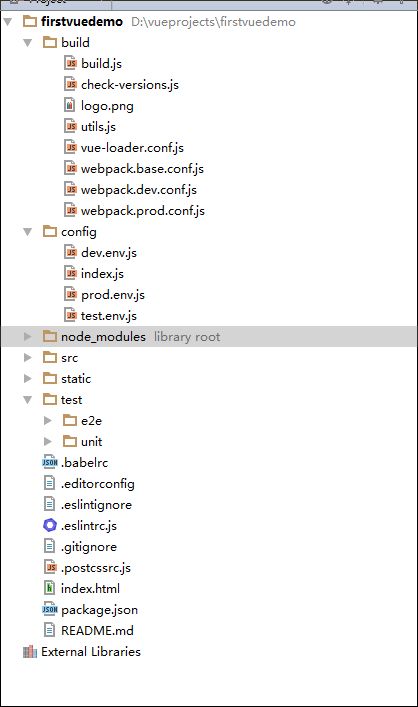 Project
firstvuedemo D:\vueprojects\firstvuedemo
build
build.js
check-versions.js
logo.png
utils.js
vue-loader.conf.js
webpack.base.conf.js
webpack.dev.conf.js
webpack.prod.conf.js
config
dev.env.js
index.js
prod.env.js
test.env.js
node_modules library root
src
static
test
e2e
unit
.babelrc
.editorconfig
.eslintignore
.eslintrc.js
.gitignore
.postcssrc.js
index.html
package.json
README.md
External Libraries